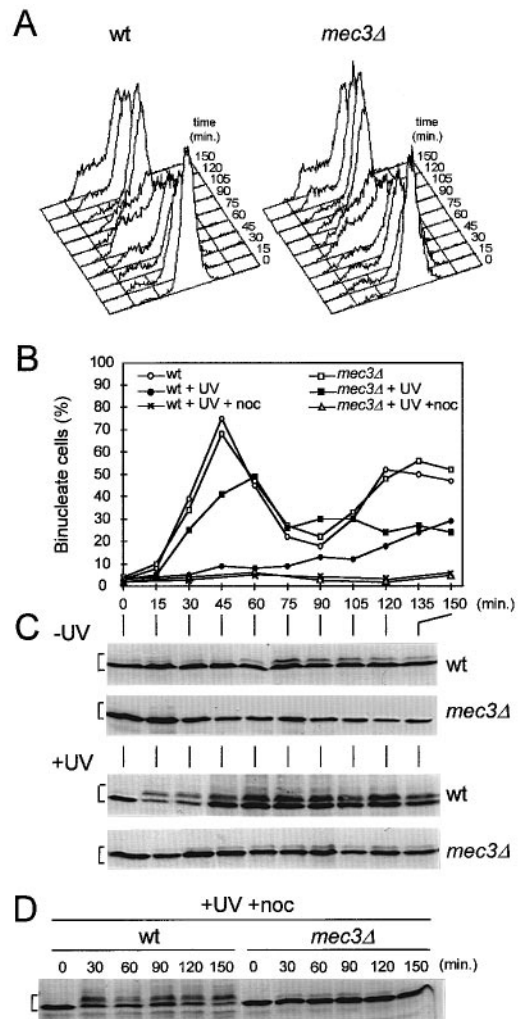 A
wt
mec3Δ
time
(min.)
150
120
105
90
75
60
45
30
15
0
time
(min.)
150
120
105
90
75
60
45
30
15
0
B
Binucleate cells (%)
100
90
80
70
60
50
40
30
20
10
0
wt
wt + UV
wt + UV + noc
mec3Δ
mec3Δ + UV
mec3Δ + UV +noc
0 15 30 45 60 75 90 105 120 135 150 (min.)
C
-UV
wt
mec3Δ
+UV
wt
mec3Δ
D
+UV +noc
wt mec3Δ
0 30 60 90 120 150 0 30 60 90 120 150 (min.)